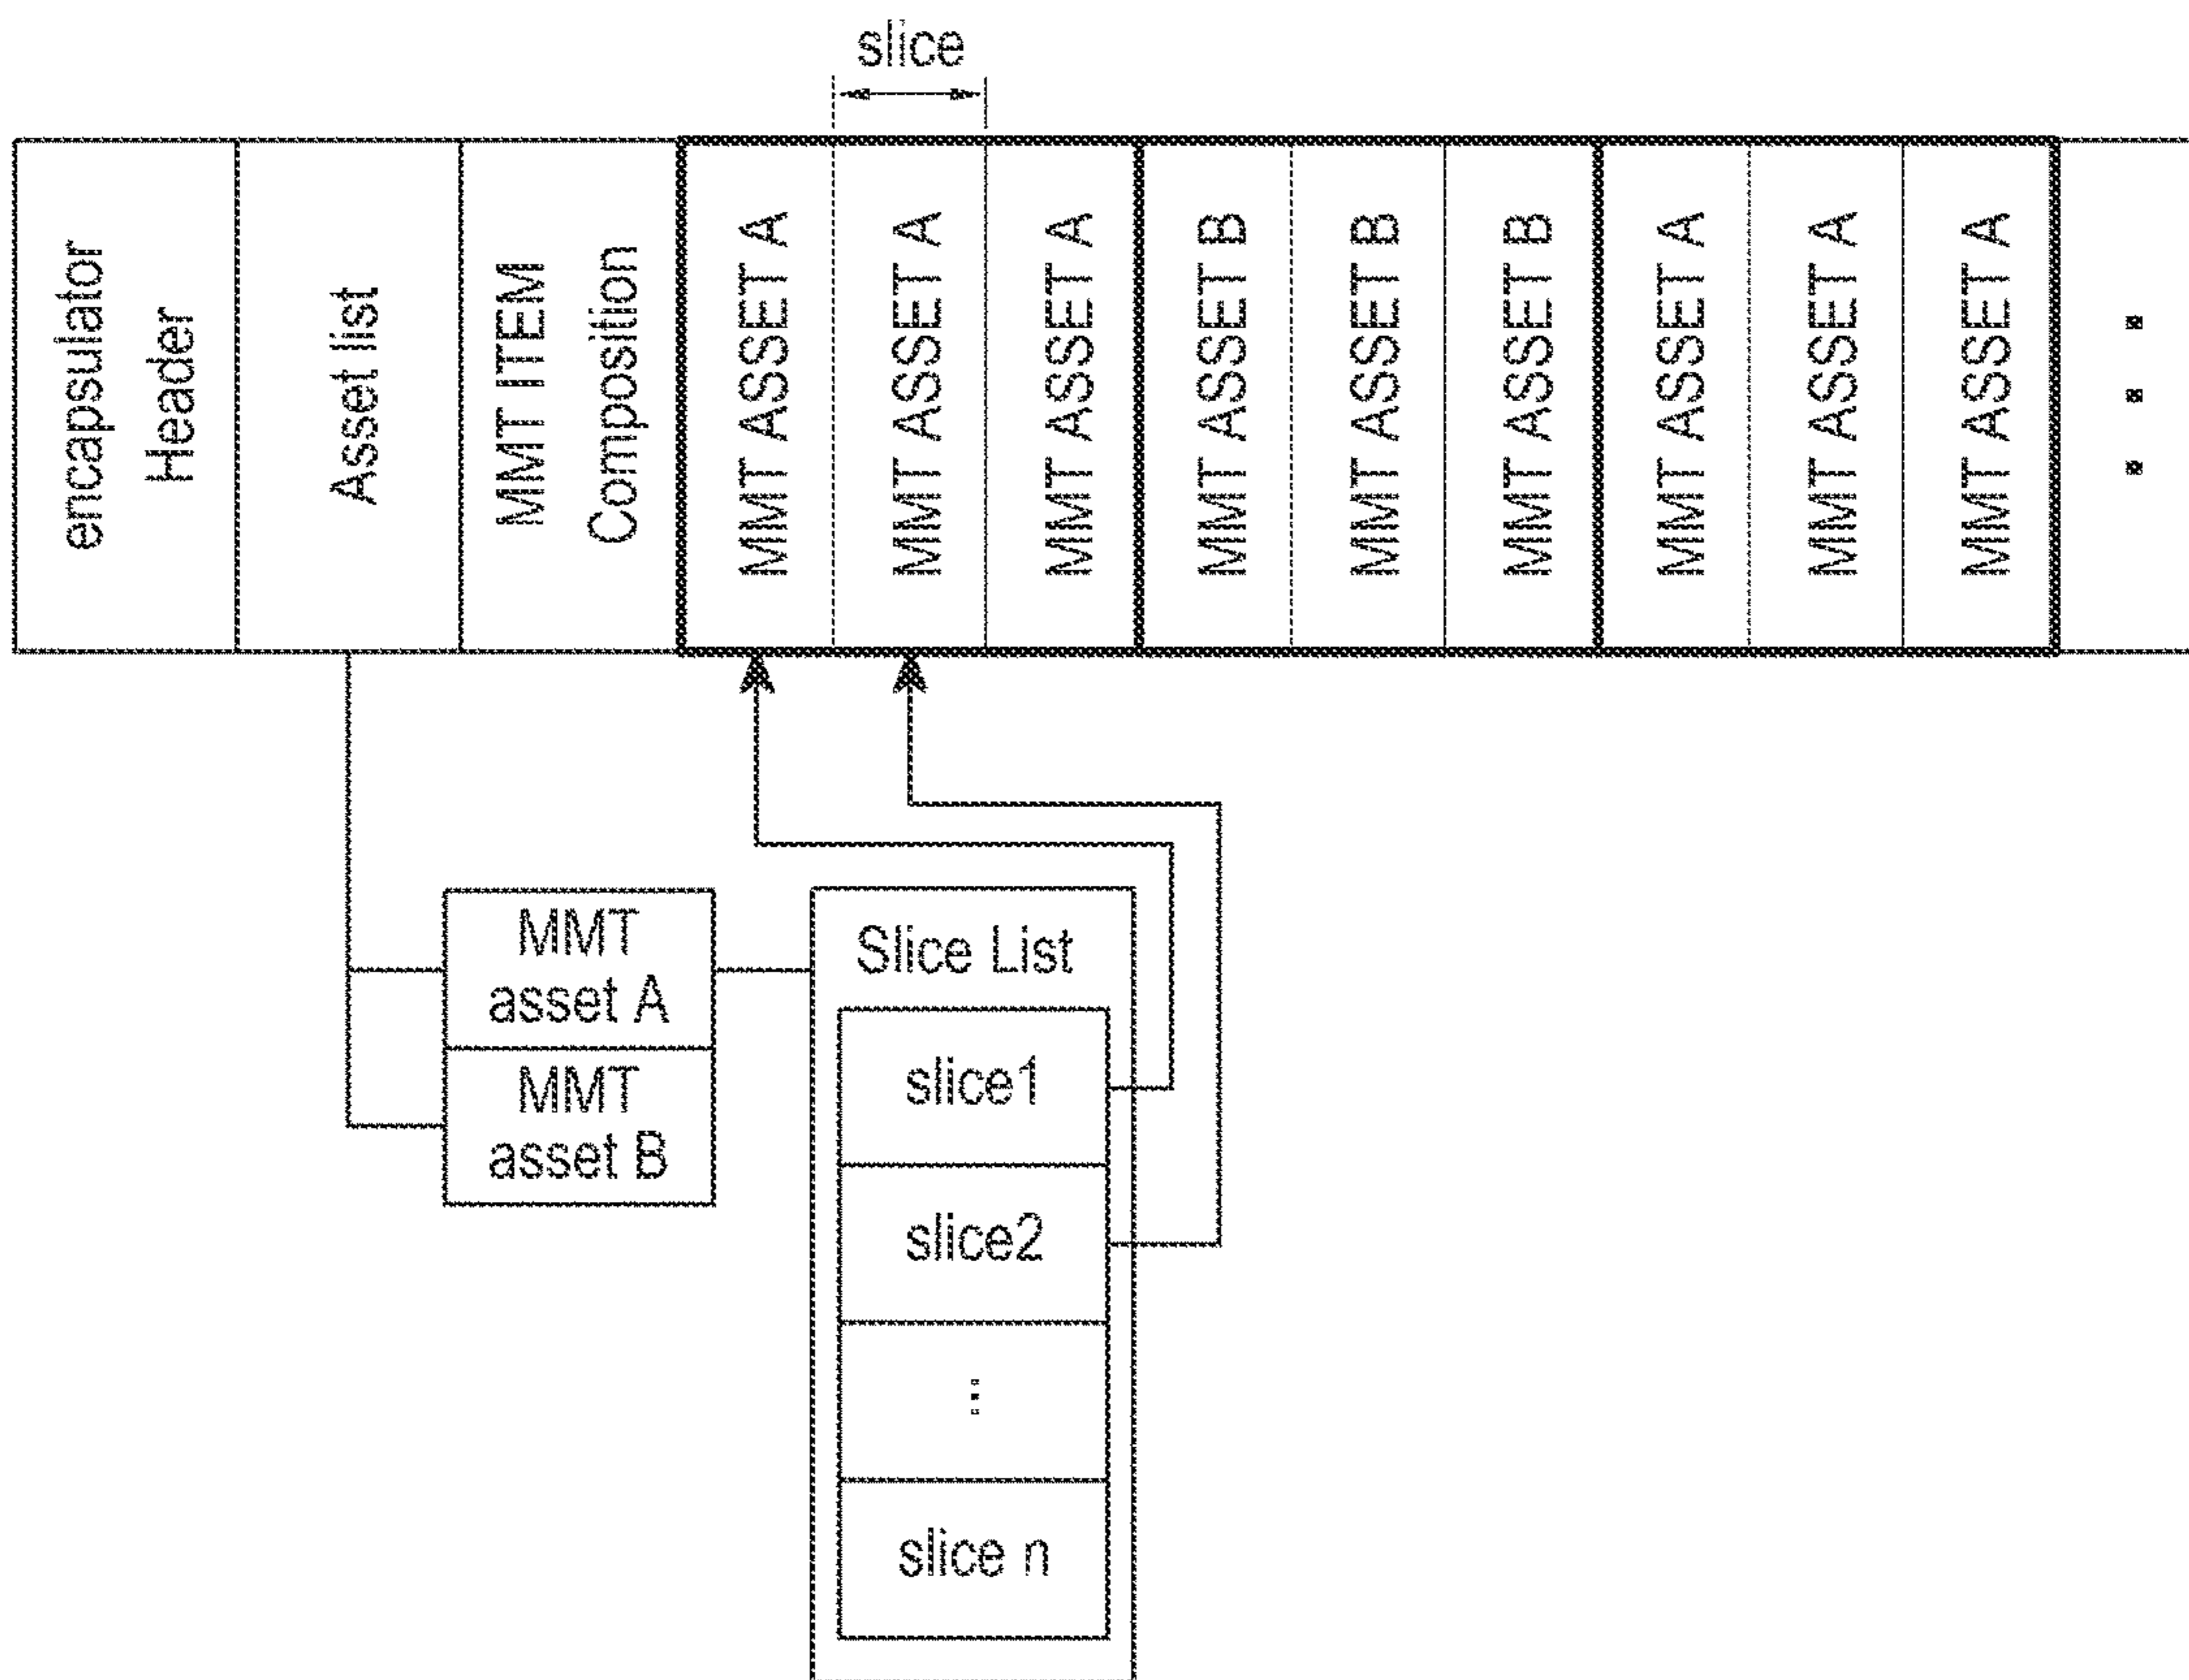 slice
encapsulator
Header
Asset list
MMT ITEM
Composition
MMT ASSET A
MMT ASSET A
MMT ASSET A
MMT ASSET B
MMT ASSET B
MMT ASSET B
MMT ASSET A
MMT ASSET A
MMT ASSET A
...
MMT
asset A
MMT
asset B
Slice List
slice1
slice2
...
slice n